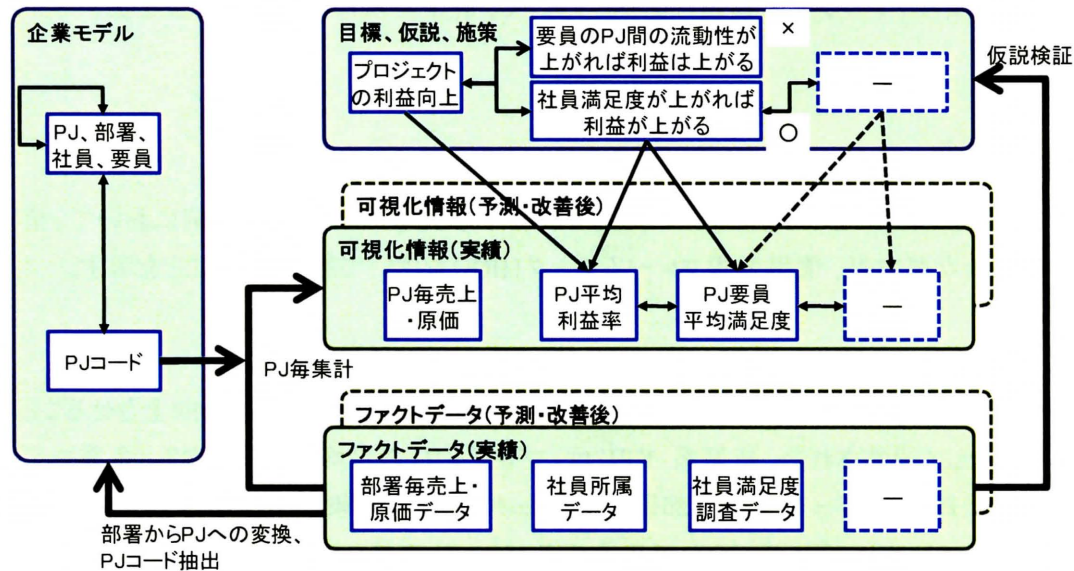 企業モデル
PJ、部署、
社員、要員
PJコード
目標、仮説、施策
プロジェクト
の利益向上
要員のPJ間の流動性が
上がれば利益は上がる
×
社員満足度が上がれば
利益が上がる
○
―
仮説検証
可視化情報(予測・改善後)
可視化情報(実績)
PJ毎売上
・原価
PJ平均
利益率
PJ要員
平均満足度
―
PJ毎集計
ファクトデータ(予測・改善後)
ファクトデータ(実績)
部署毎売上・
原価データ
社員所属
データ
社員満足度
調査データ
―
部署からPJへの変換、
PJコード抽出